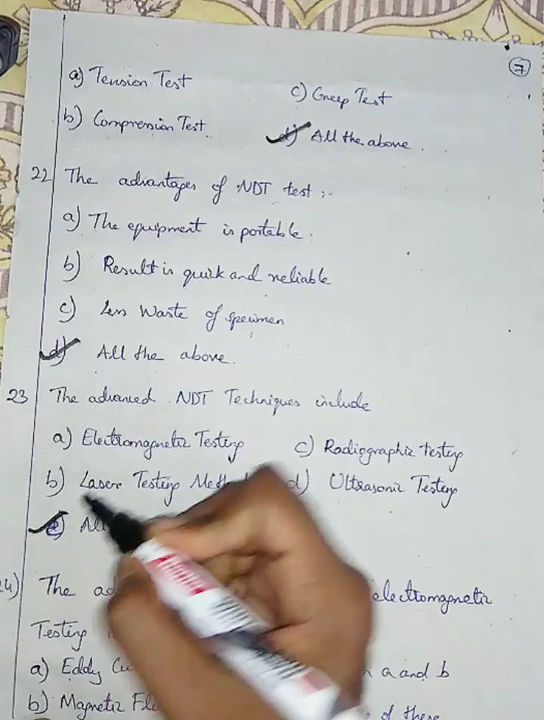 7
a) Tension Test
c) Creep Test
b) Compression Test
d) All the above.
22 The advantages of NDT test :-
a) The equipment is portable.
b) Result is quick and reliable
c) Less Waste of specimen
d) All the above.
23 The advanced NDT Techniques include
a) Electromagnetic Testing
c) Radiographic testing
b) Laser Testing
d) Ultrasonic Testing
e) All
The electromagnetic
Testing
a) Eddy
a and b
b) Magnetic
of these